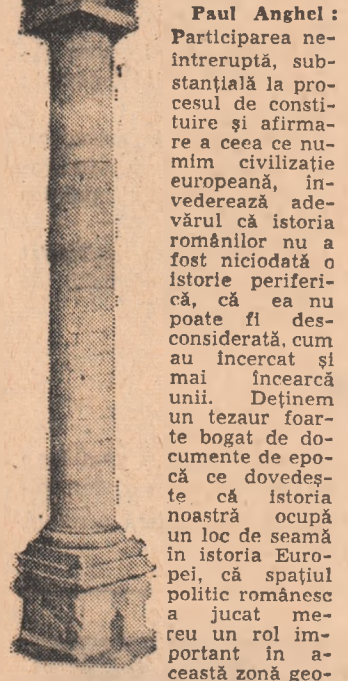 Paul Anghel :
Participarea ne-
întreruptă, sub-
stanțială la pro-
cesul de consti-
tuire și afirma-
re a ceea ce nu-
mim civilizație
europeană, în-
vederează ade-
vărul că istoria
românilor nu a
fost niciodată o
istorie periferi-
că, că ea nu
poate fi des-
considerată, cum
au încercat și
mai încearcă
unii. Deținem
un tezaur foar-
te bogat de do-
cumente de epo-
că ce dovedeș-
te că istoria
noastră ocupă
un loc de seamă
în istoria Euro-
pei, că spațiul
politic românesc
a jucat me-
reu un rol im-
portant în a-
ceastă zonă geo-